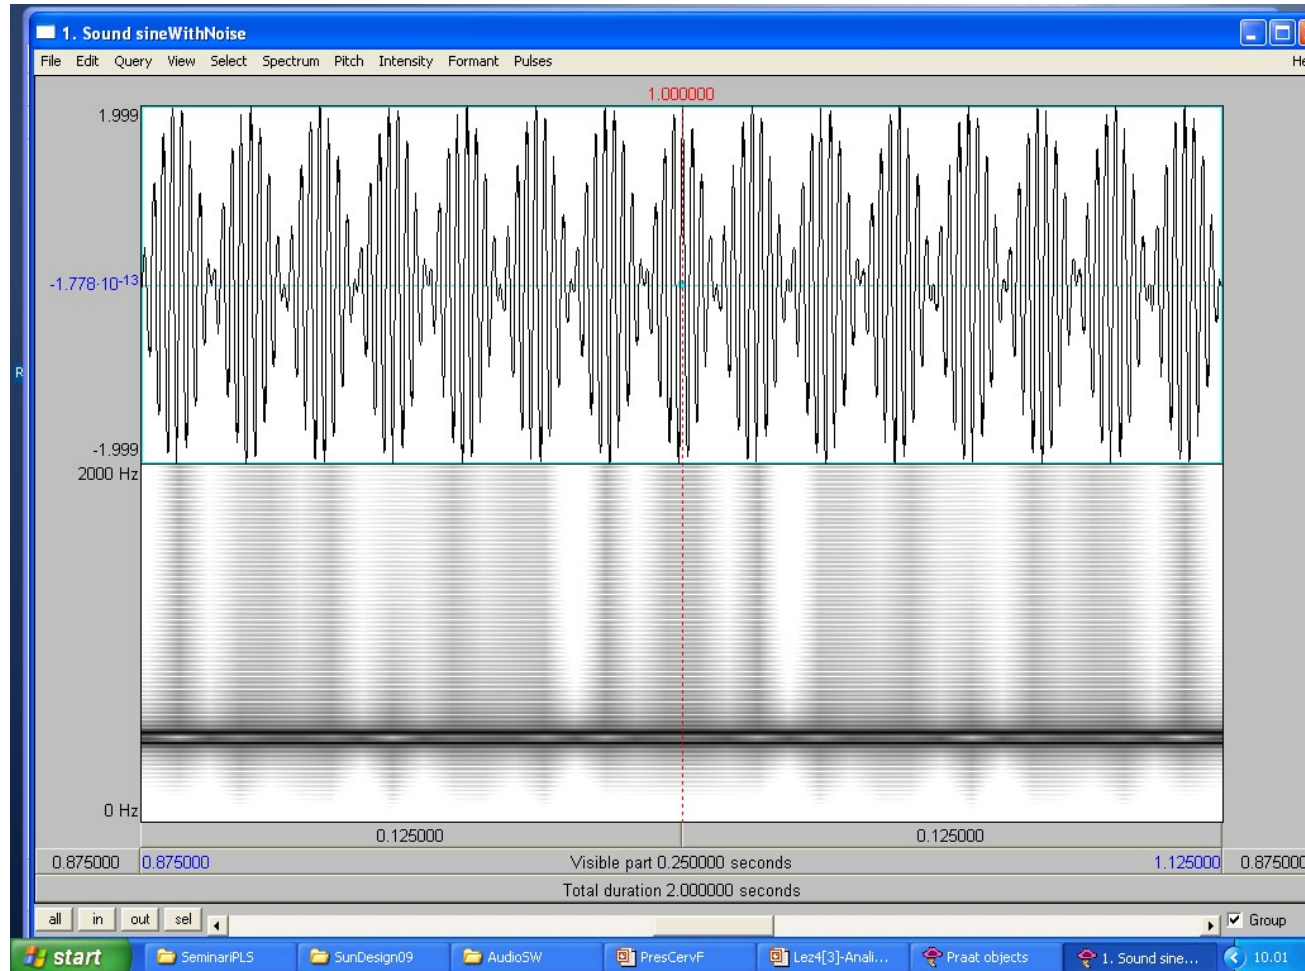 1. Sound sineWithNoise
File Edit Query View Select Spectrum Pitch Intensity Formant Pulses He
1.000000
1.999
-1.778·10-13
R
-1.999
2000 Hz
0 Hz
0.125000 0.125000
0.875000 0.875000 Visible part 0.250000 seconds 1.125000 0.875000
Total duration 2.000000 seconds
all in out sel Group
start SeminariPLS SunDesign09 AudioSW PresCervF Lez4[3]-Anali... Praat objects 1. Sound sine... 10.01